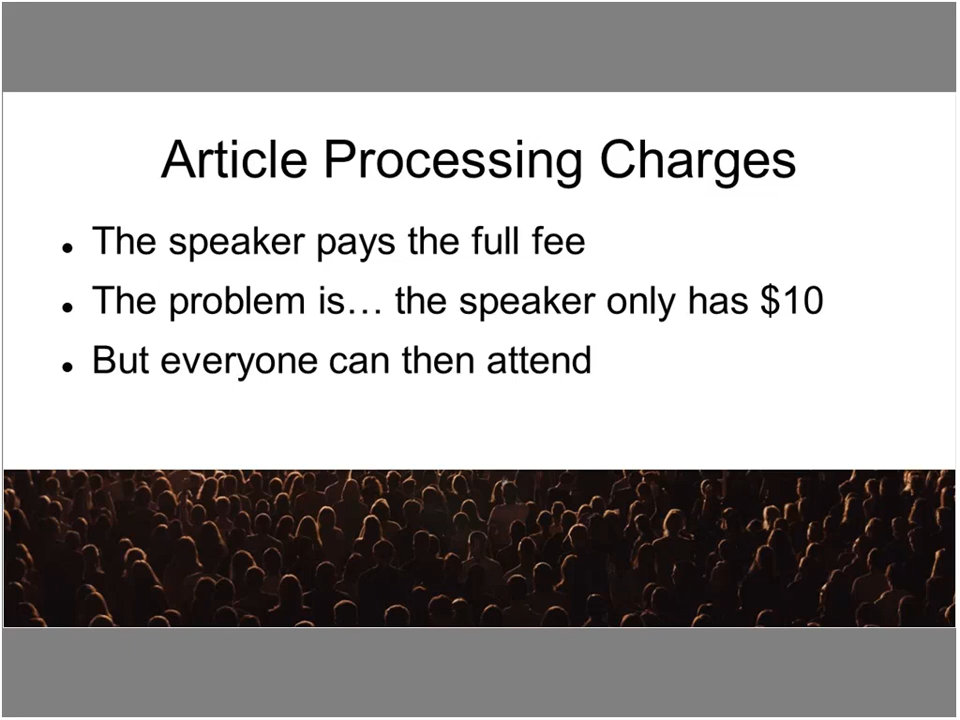 Article Processing Charges
The speaker pays the full fee
The problem is… the speaker only has $10
But everyone can then attend